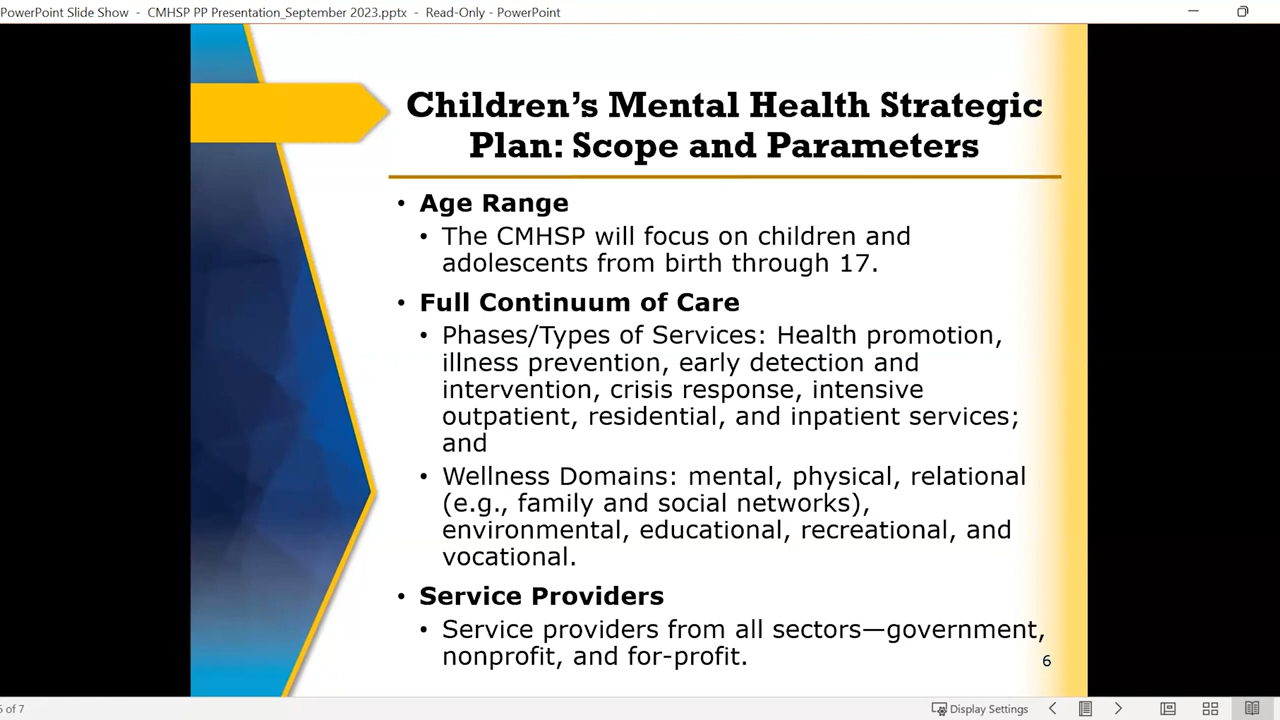 PowerPoint Slide Show - CMHSP PP Presentation_September 2023.pptx - Read-Only - PowerPoint
Children's Mental Health Strategic
Plan: Scope and Parameters
• Age Range
• The CMHSP will focus on children and
adolescents from birth through 17.
• Full Continuum of Care
• Phases/Types of Services: Health promotion,
illness prevention, early detection and
intervention, crisis response, intensive
outpatient, residential, and inpatient services;
and
• Wellness Domains: mental, physical, relational
(e.g., family and social networks),
environmental, educational, recreational, and
vocational.
• Service Providers
• Service providers from all sectors—government,
nonprofit, and for-profit.
6
of 7
Display Settings